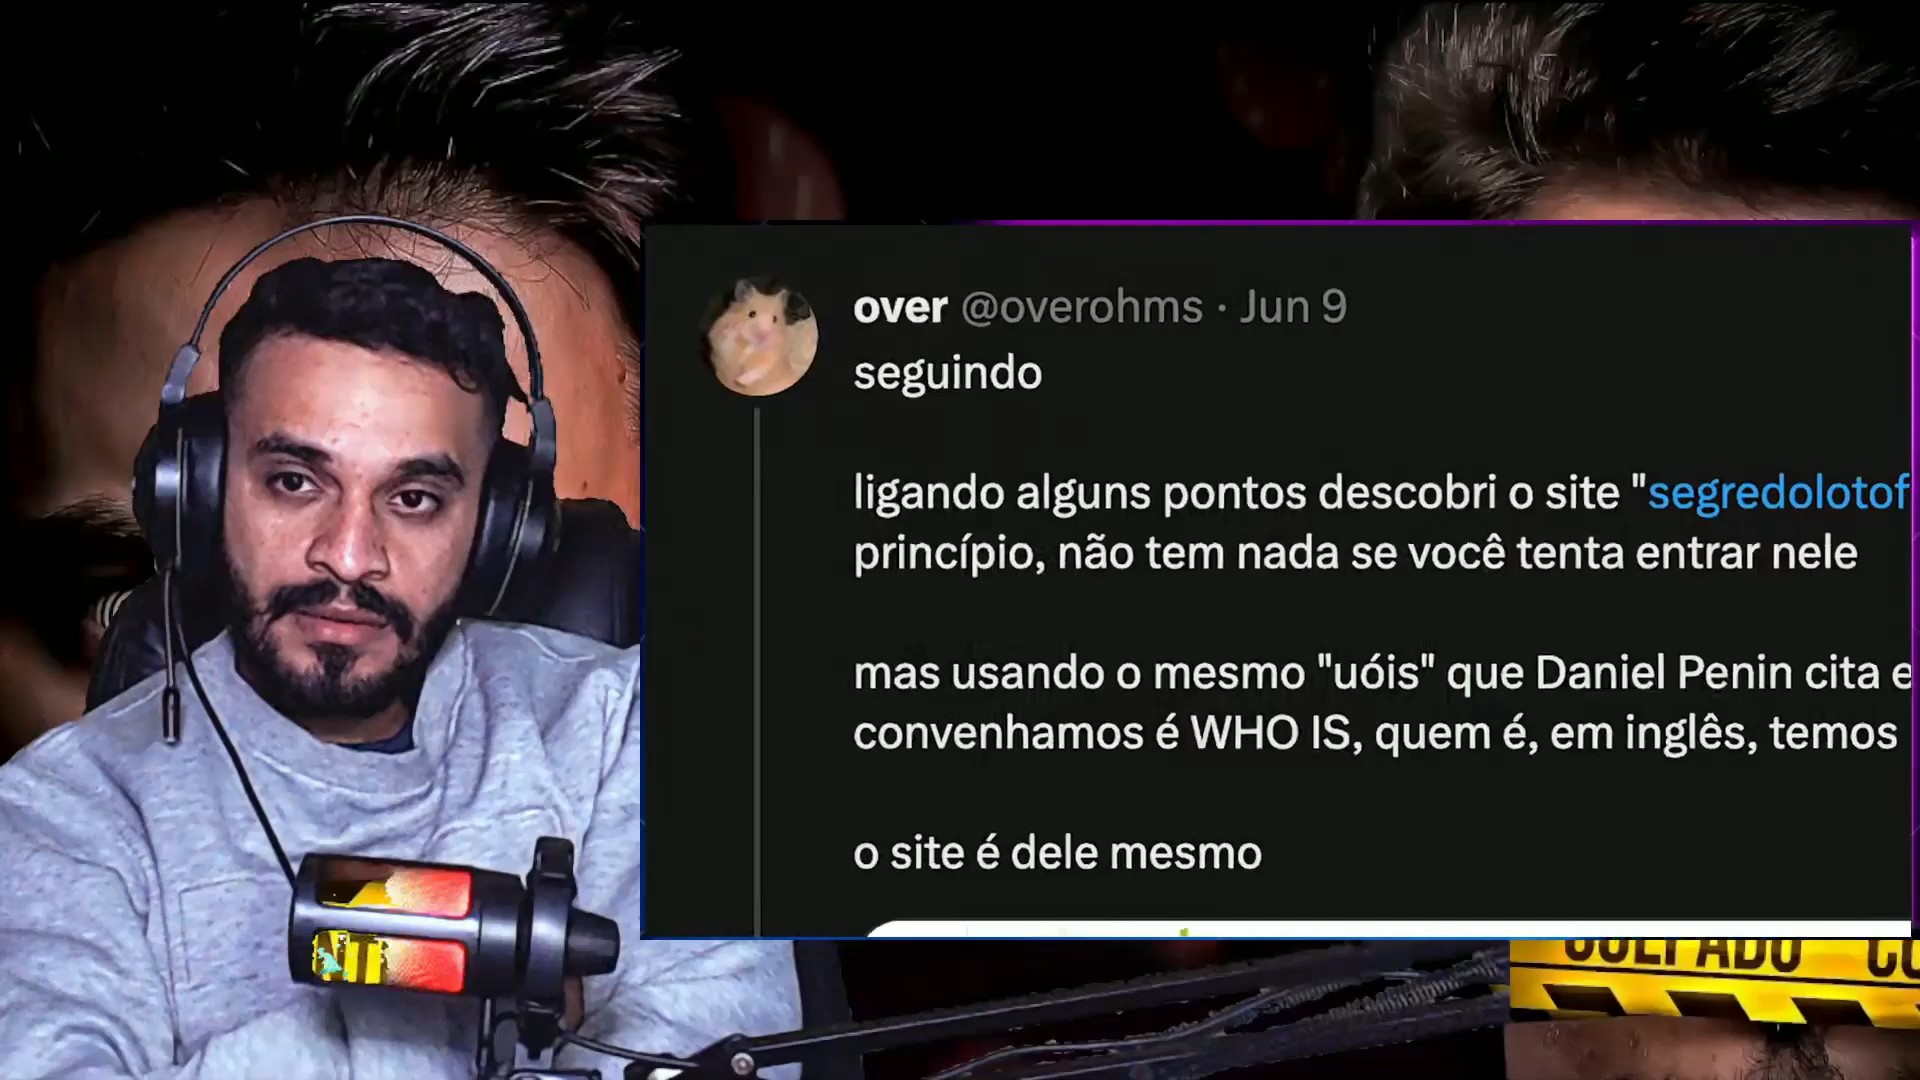 over @overohms · Jun 9
seguindo
ligando alguns pontos descobri o site "segredolotof
princípio, não tem nada se você tenta entrar nele
mas usando o mesmo "uóis" que Daniel Penin cita e
convenhamos é WHO IS, quem é, em inglês, temos
o site é dele mesmo
CULPADO CU